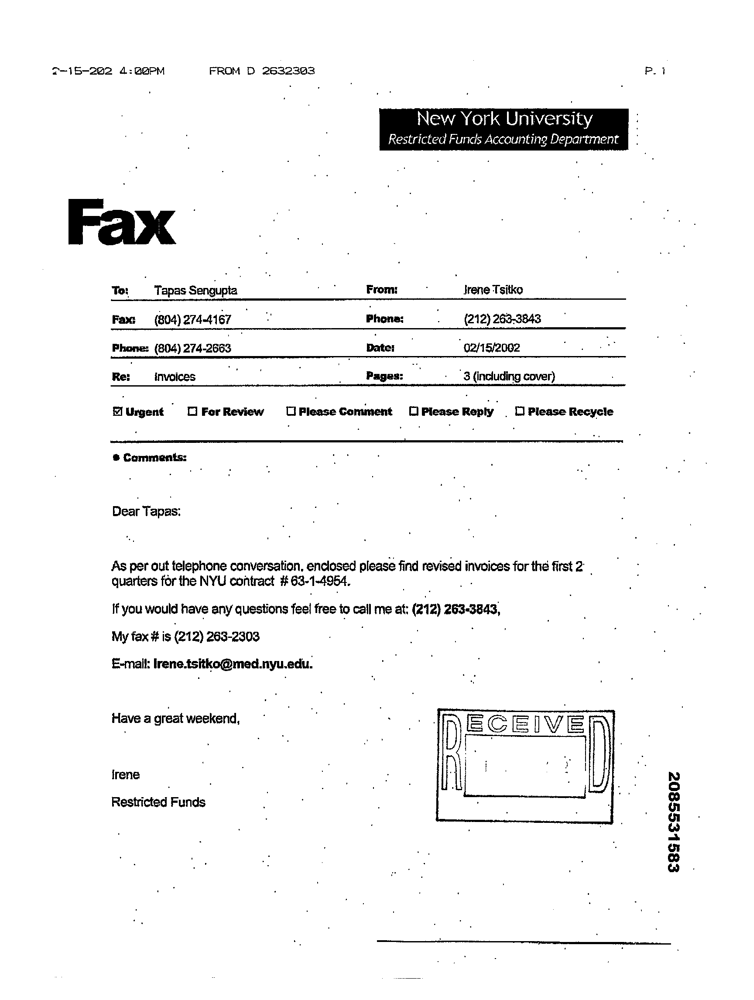 2-15-202 4:00PM FROM D 2632303 P. 1
New York University
Restricted Funds Accounting Department
Fax
To: Tapas Sengupta From: Irene Tsitko
Fax: (804) 274-4167 Phone: (212) 263-3843
Phone: (804) 274-2663 Date: 02/15/2002
Re: Invoices Pages: 3 (including cover)
☑ Urgent ☐ For Review ☐ Please Comment ☐ Please Reply ☐ Please Recycle
• Comments:
Dear Tapas:
As per out telephone conversation, enclosed please find revised invoices for the first 2
quarters for the NYU contract # 63-1-4954.
If you would have any questions feel free to call me at: (212) 263-3843,
My fax # is (212) 263-2303
E-mail: Irene.tsitko@med.nyu.edu.
Have a great weekend,
RECEIVED
Irene
Restricted Funds
2085531583